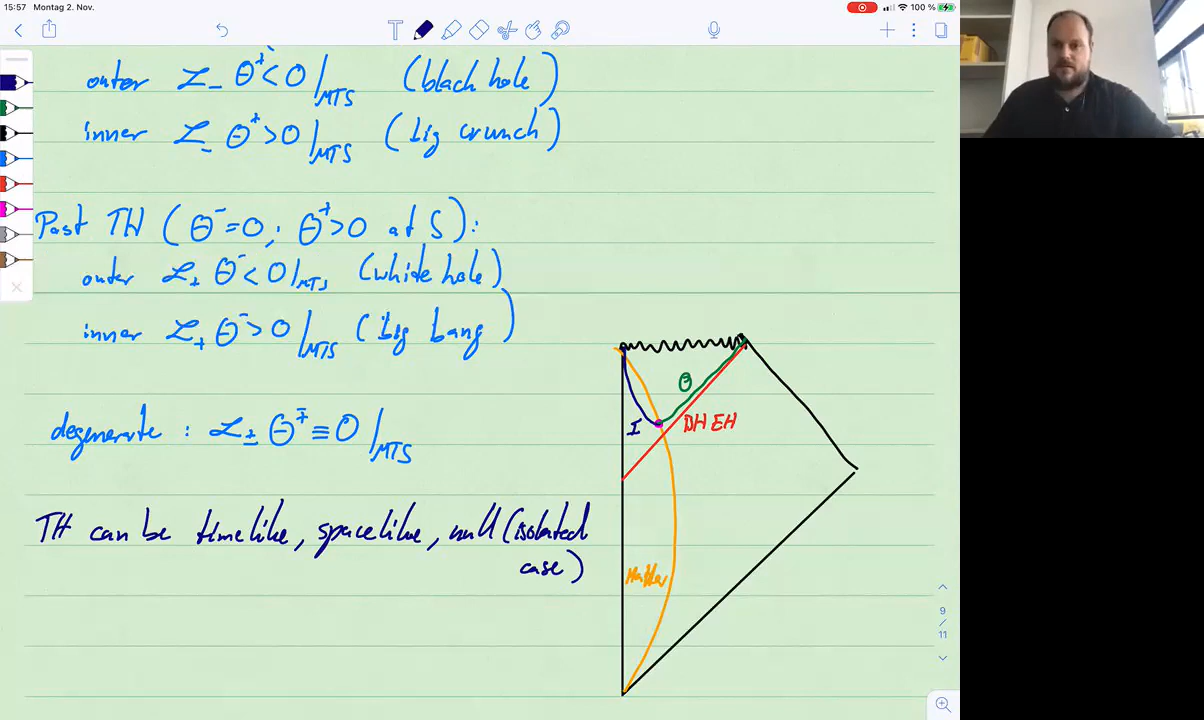 15:57 Montag 2. Nov.
100 %
outer ℒ₋ Θ⁺ < 0 |MTS (black hole)
inner ℒ₋ Θ⁺ > 0 |MTS (big crunch)
Past TH (Θ⁻ = 0, Θ⁺ > 0 at S):
outer ℒ₊ Θ⁻ < 0 |MTS (white hole)
inner ℒ₊ Θ⁻ > 0 |MTS (big bang)
degenerate : ℒ± Θ∓ ≡ 0 |MTS
TH can be timelike, spacelike, null (isolated
case)
I
BH EH
Matter
9
/
11